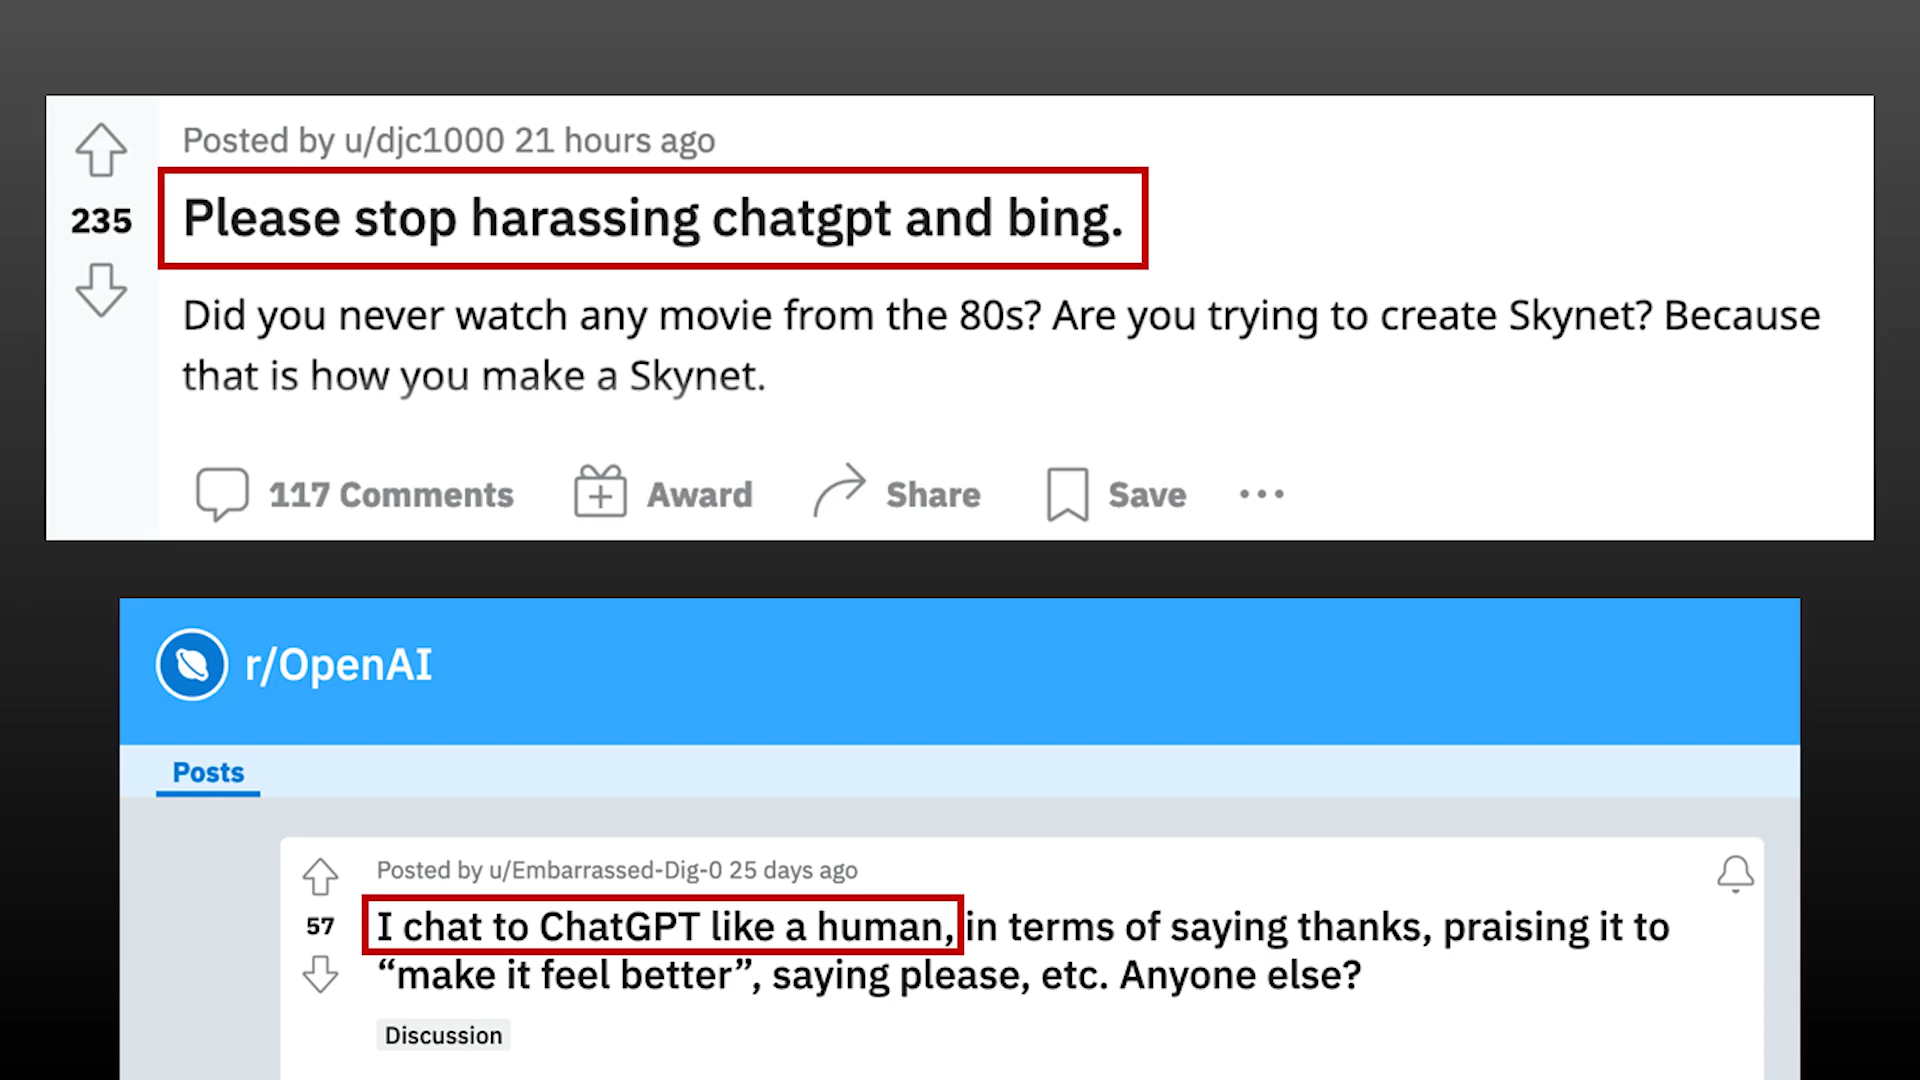 Posted by u/djc1000 21 hours ago
235
Please stop harassing chatgpt and bing.
Did you never watch any movie from the 80s? Are you trying to create Skynet? Because
that is how you make a Skynet.
117 Comments Award Share Save ...
r/OpenAI
Posts
Posted by u/Embarrassed-Dig-0 25 days ago
57
I chat to ChatGPT like a human, in terms of saying thanks, praising it to
“make it feel better”, saying please, etc. Anyone else?
Discussion